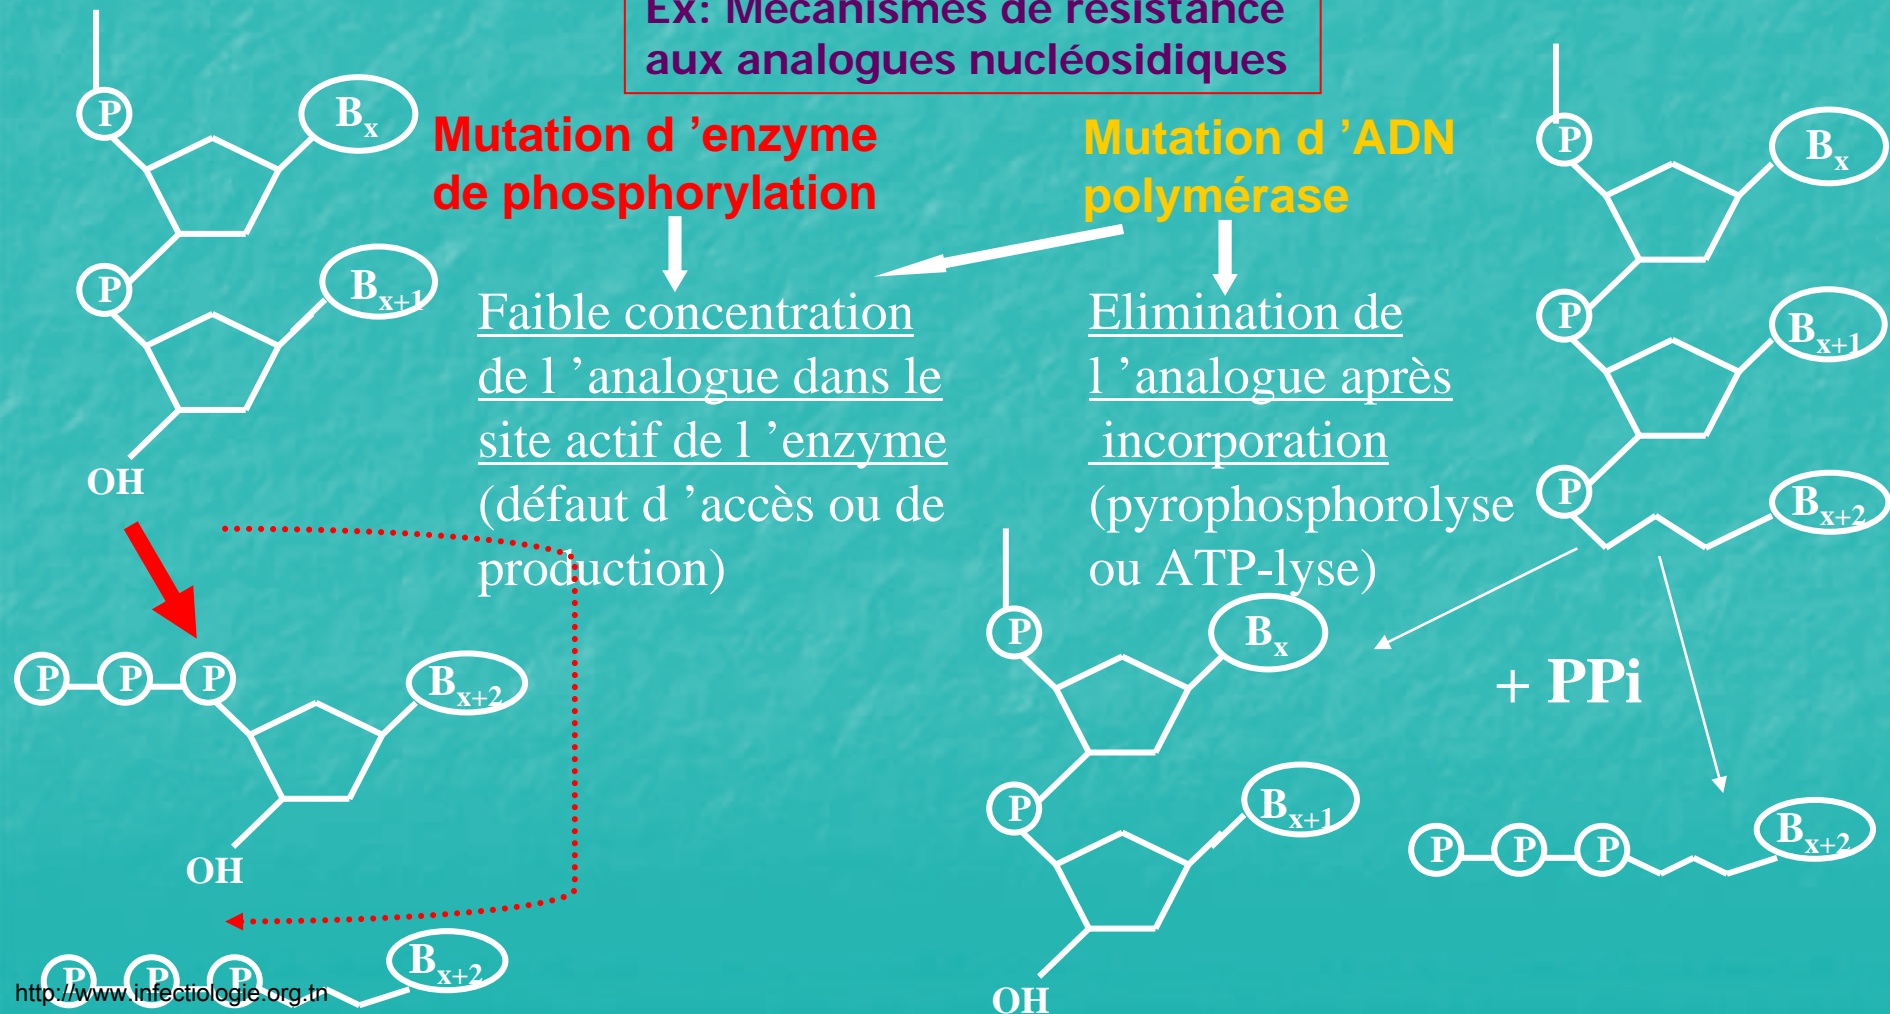 Ex: Mécanismes de résistance
aux analogues nucléosidiques
Mutation d ’enzyme
de phosphorylation
Mutation d ’ADN
polymérase
Faible concentration
de l ’analogue dans le
site actif de l ’enzyme
(défaut d ’accès ou de
production)
Elimination de
l ’analogue après
incorporation
(pyrophosphorolyse
ou ATP-lyse)
P
Bx
P
Bx+1
OH
P P P
Bx+2
OH
P P P
Bx+2
P
Bx
P
Bx+1
P
Bx+2
+ PPi
P
Bx
P
Bx+1
OH
P P P
Bx+2
http://www.infectiologie.org.tn